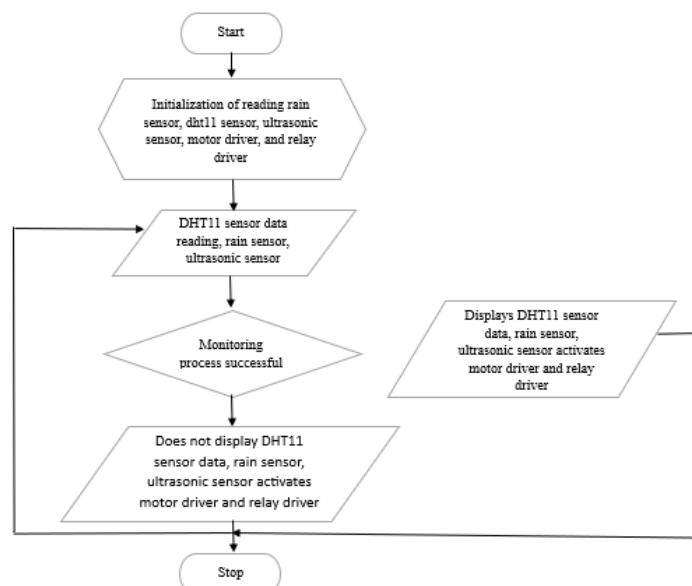 Start
Initialization of reading rain
sensor, dht11 sensor, ultrasonic
sensor, motor driver, and relay
driver
DHT11 sensor data
reading, rain sensor,
ultrasonic sensor
Monitoring
process successful
Displays DHT11 sensor
data, rain sensor,
ultrasonic sensor activates
motor driver and relay
driver
Does not display DHT11
sensor data, rain sensor,
ultrasonic sensor activates
motor driver and relay driver
Stop